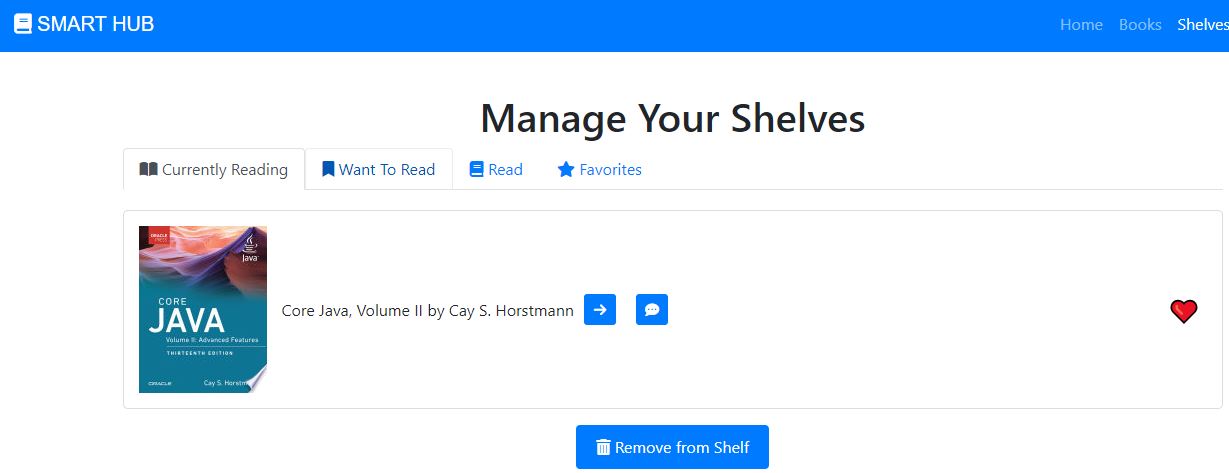 SMART HUB
Home Books Shelves
Manage Your Shelves
Currently Reading Want To Read Read Favorites
ORACLE
PRESS
Java
CORE
JAVA
Volume II: Advanced Features
THIRTEENTH EDITION
ORACLE Cay S.
Core Java, Volume II by Cay S. Horstmann
Remove from Shelf